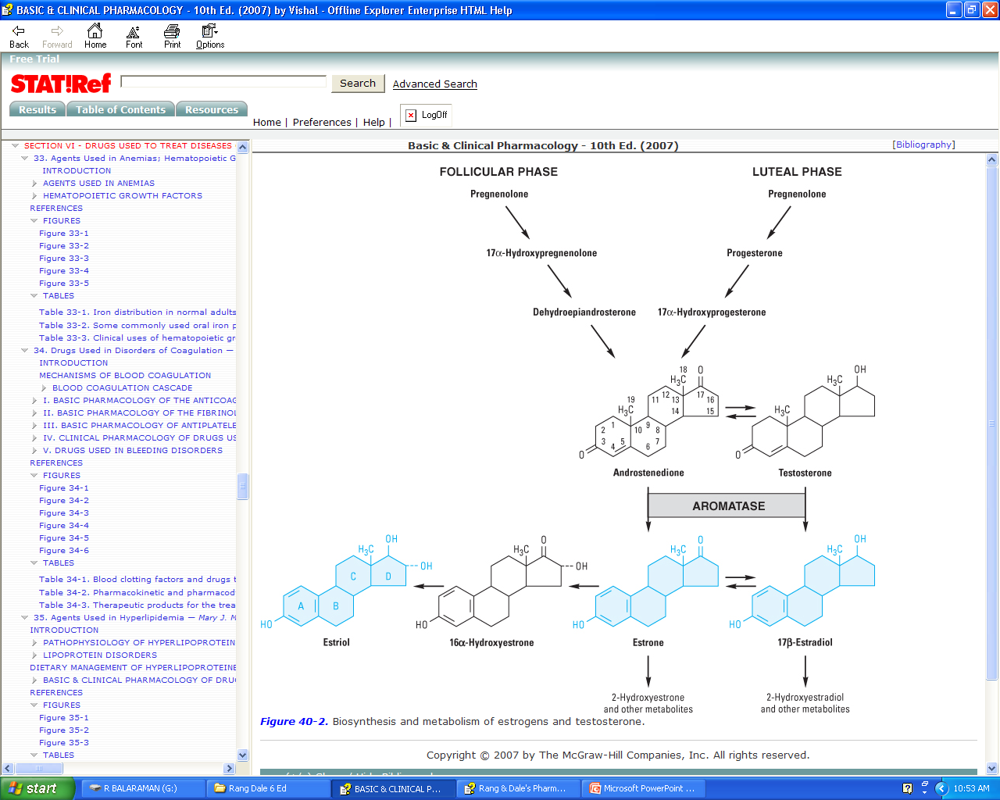 BASIC & CLINICAL PHARMACOLOGY - 10th Ed. (2007) by Vishal - Offline Explorer Enterprise HTML Help
Back Forward Home Font Print Options
Free Trial
STAT!Ref Search Advanced Search
Results Table of Contents Resources
Home | Preferences | Help | LogOff
Basic & Clinical Pharmacology - 10th Ed. (2007) [Bibliography]
SECTION VI - DRUGS USED TO TREAT DISEASES
33. Agents Used in Anemias; Hematopoietic G
INTRODUCTION
AGENTS USED IN ANEMIAS
HEMATOPOIETIC GROWTH FACTORS
REFERENCES
FIGURES
Figure 33-1
Figure 33-2
Figure 33-3
Figure 33-4
Figure 33-5
TABLES
Table 33-1. Iron distribution in normal adults
Table 33-2. Some commonly used oral iron p
Table 33-3. Clinical uses of hematopoietic gr
34. Drugs Used in Disorders of Coagulation —
INTRODUCTION
MECHANISMS OF BLOOD COAGULATION
BLOOD COAGULATION CASCADE
I. BASIC PHARMACOLOGY OF THE ANTICOAG
II. BASIC PHARMACOLOGY OF THE FIBRINOL
III. BASIC PHARMACOLOGY OF ANTIPLATELE
IV. CLINICAL PHARMACOLOGY OF DRUGS US
V. DRUGS USED IN BLEEDING DISORDERS
REFERENCES
FIGURES
Figure 34-1
Figure 34-2
Figure 34-3
Figure 34-4
Figure 34-5
Figure 34-6
TABLES
Table 34-1. Blood clotting factors and drugs t
Table 34-2. Pharmacokinetic and pharmacod
Table 34-3. Therapeutic products for the trea
35. Agents Used in Hyperlipidemia — Mary J. M
INTRODUCTION
PATHOPHYSIOLOGY OF HYPERLIPOPROTEIN
LIPOPROTEIN DISORDERS
DIETARY MANAGEMENT OF HYPERLIPOPROTEINE
BASIC & CLINICAL PHARMACOLOGY OF DRU
REFERENCES
FIGURES
Figure 35-1
Figure 35-2
Figure 35-3
TABLES
FOLLICULAR PHASE LUTEAL PHASE
Pregnenolone Pregnenolone
17α-Hydroxypregnenolone Progesterone
Dehydroepiandrosterone 17α-Hydroxyprogesterone
18 O OH
H₃C H₃C
12 17
11 13 16
19 14 15
H₃C H₃C
1 9
2 10 8
3 5 7
4 6
O O
Androstenedione Testosterone
AROMATASE
OH O O OH
H₃C H₃C H₃C H₃C
OH OH
C D
A B
HO HO HO HO
Estriol 16α-Hydroxyestrone Estrone 17β-Estradiol
2-Hydroxyestrone 2-Hydroxyestradiol
and other metabolites and other metabolites
Figure 40-2. Biosynthesis and metabolism of estrogens and testosterone.
Copyright © 2007 by The McGraw-Hill Companies, Inc. All rights reserved.
start R BALARAMAN (G:) Rang Dale 6 Ed BASIC & CLINICAL P... Rang & Dale's Pharm... Microsoft PowerPoint ... 10:53 AM